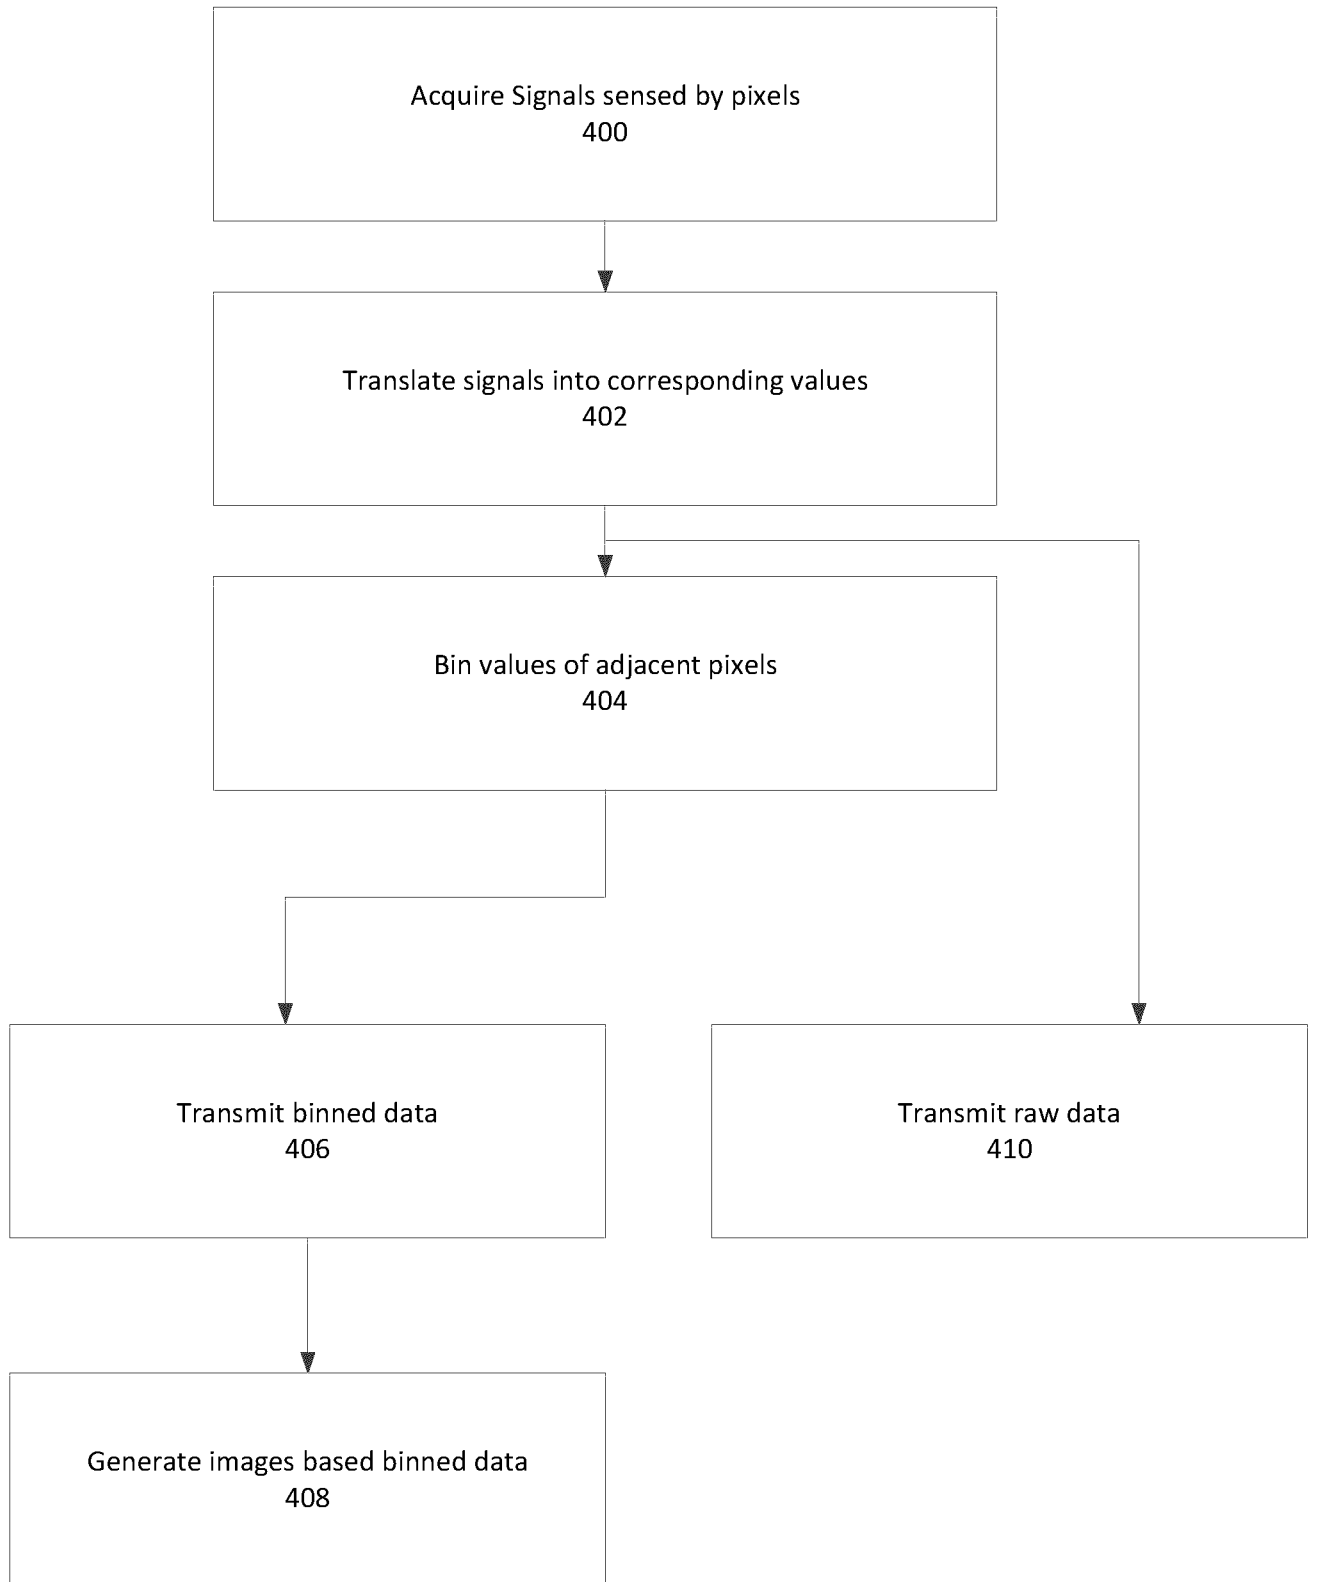 Acquire Signals sensed by pixels
400
Translate signals into corresponding values
402
Bin values of adjacent pixels
404
Transmit binned data
406
Transmit raw data
410
Generate images based binned data
408